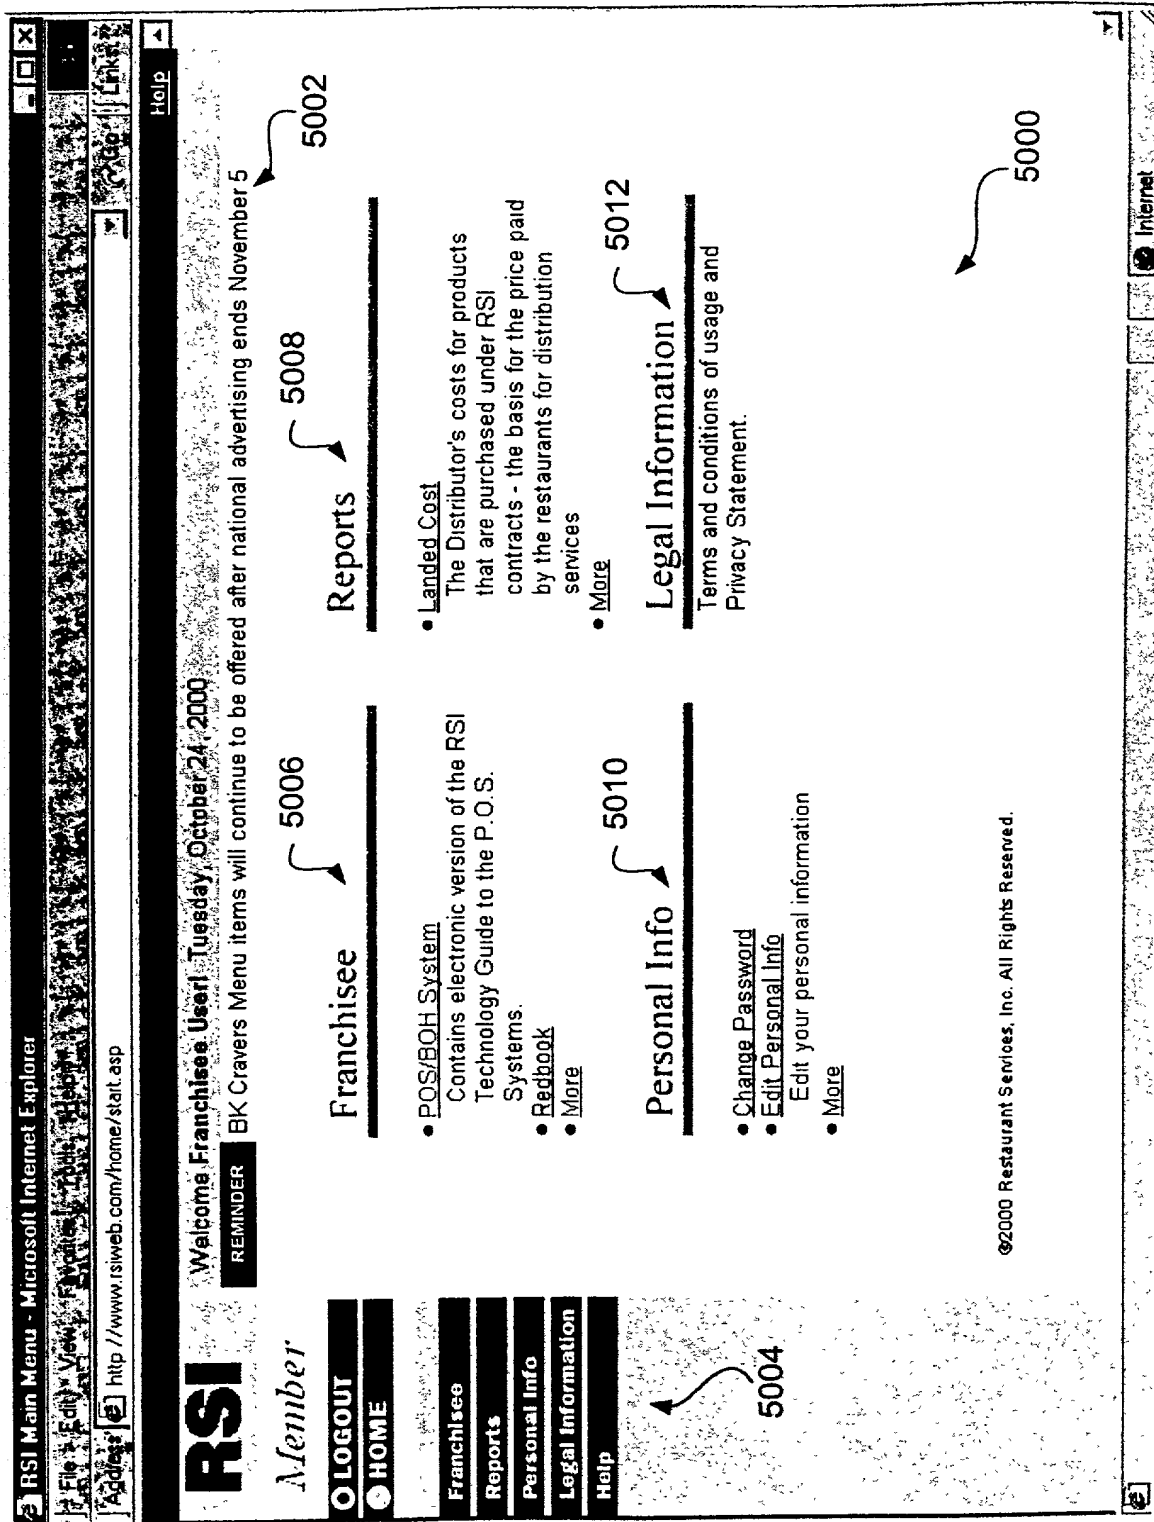 RSI Main Menu - Microsoft Internet Explorer
File Edit View Favorites Tools Help
Address http://www.rsiweb.com/home/start.asp Go Links
Help
RSI
Welcome Franchisee User! Tuesday, October 24, 2000
REMINDER BK Cravers Menu items will continue to be offered after national advertising ends November 5
5002
Member
LOGOUT
HOME
Franchisee
Reports
Personal Info
Legal Information
Help
5004
Franchisee
5006
• POS/BOH System
Contains electronic version of the RSI
Technology Guide to the P.O.S.
Systems.
• Redbook
• More
Reports
5008
• Landed Cost
The Distributor's costs for products
that are purchased under RSI
contracts - the basis for the price paid
by the restaurants for distribution
services
• More
Personal Info
5010
• Change Password
• Edit Personal Info
Edit your personal information
• More
Legal Information
5012
Terms and conditions of usage and
Privacy Statement.
5000
©2000 Restaurant Services, Inc. All Rights Reserved.
Internet